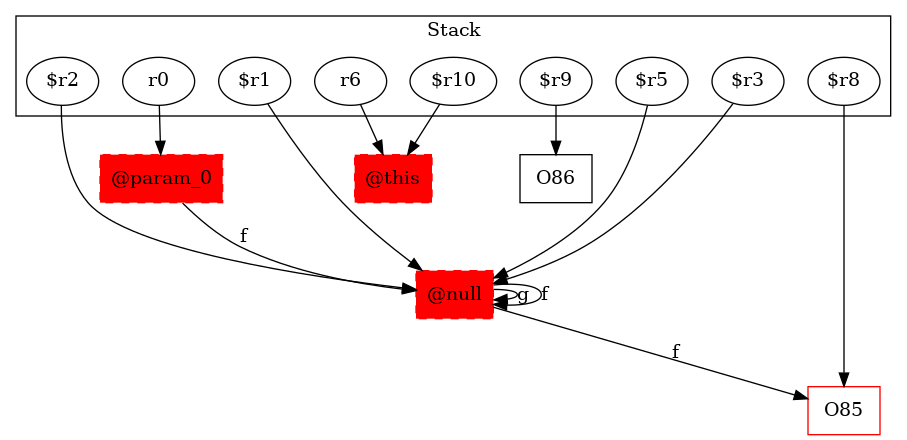 Stack
$r2
r0
$r1
r6
$r10
$r9
$r5
$r3
$r8
@param_0
@this
O86
f
@null
g
f
f
O85